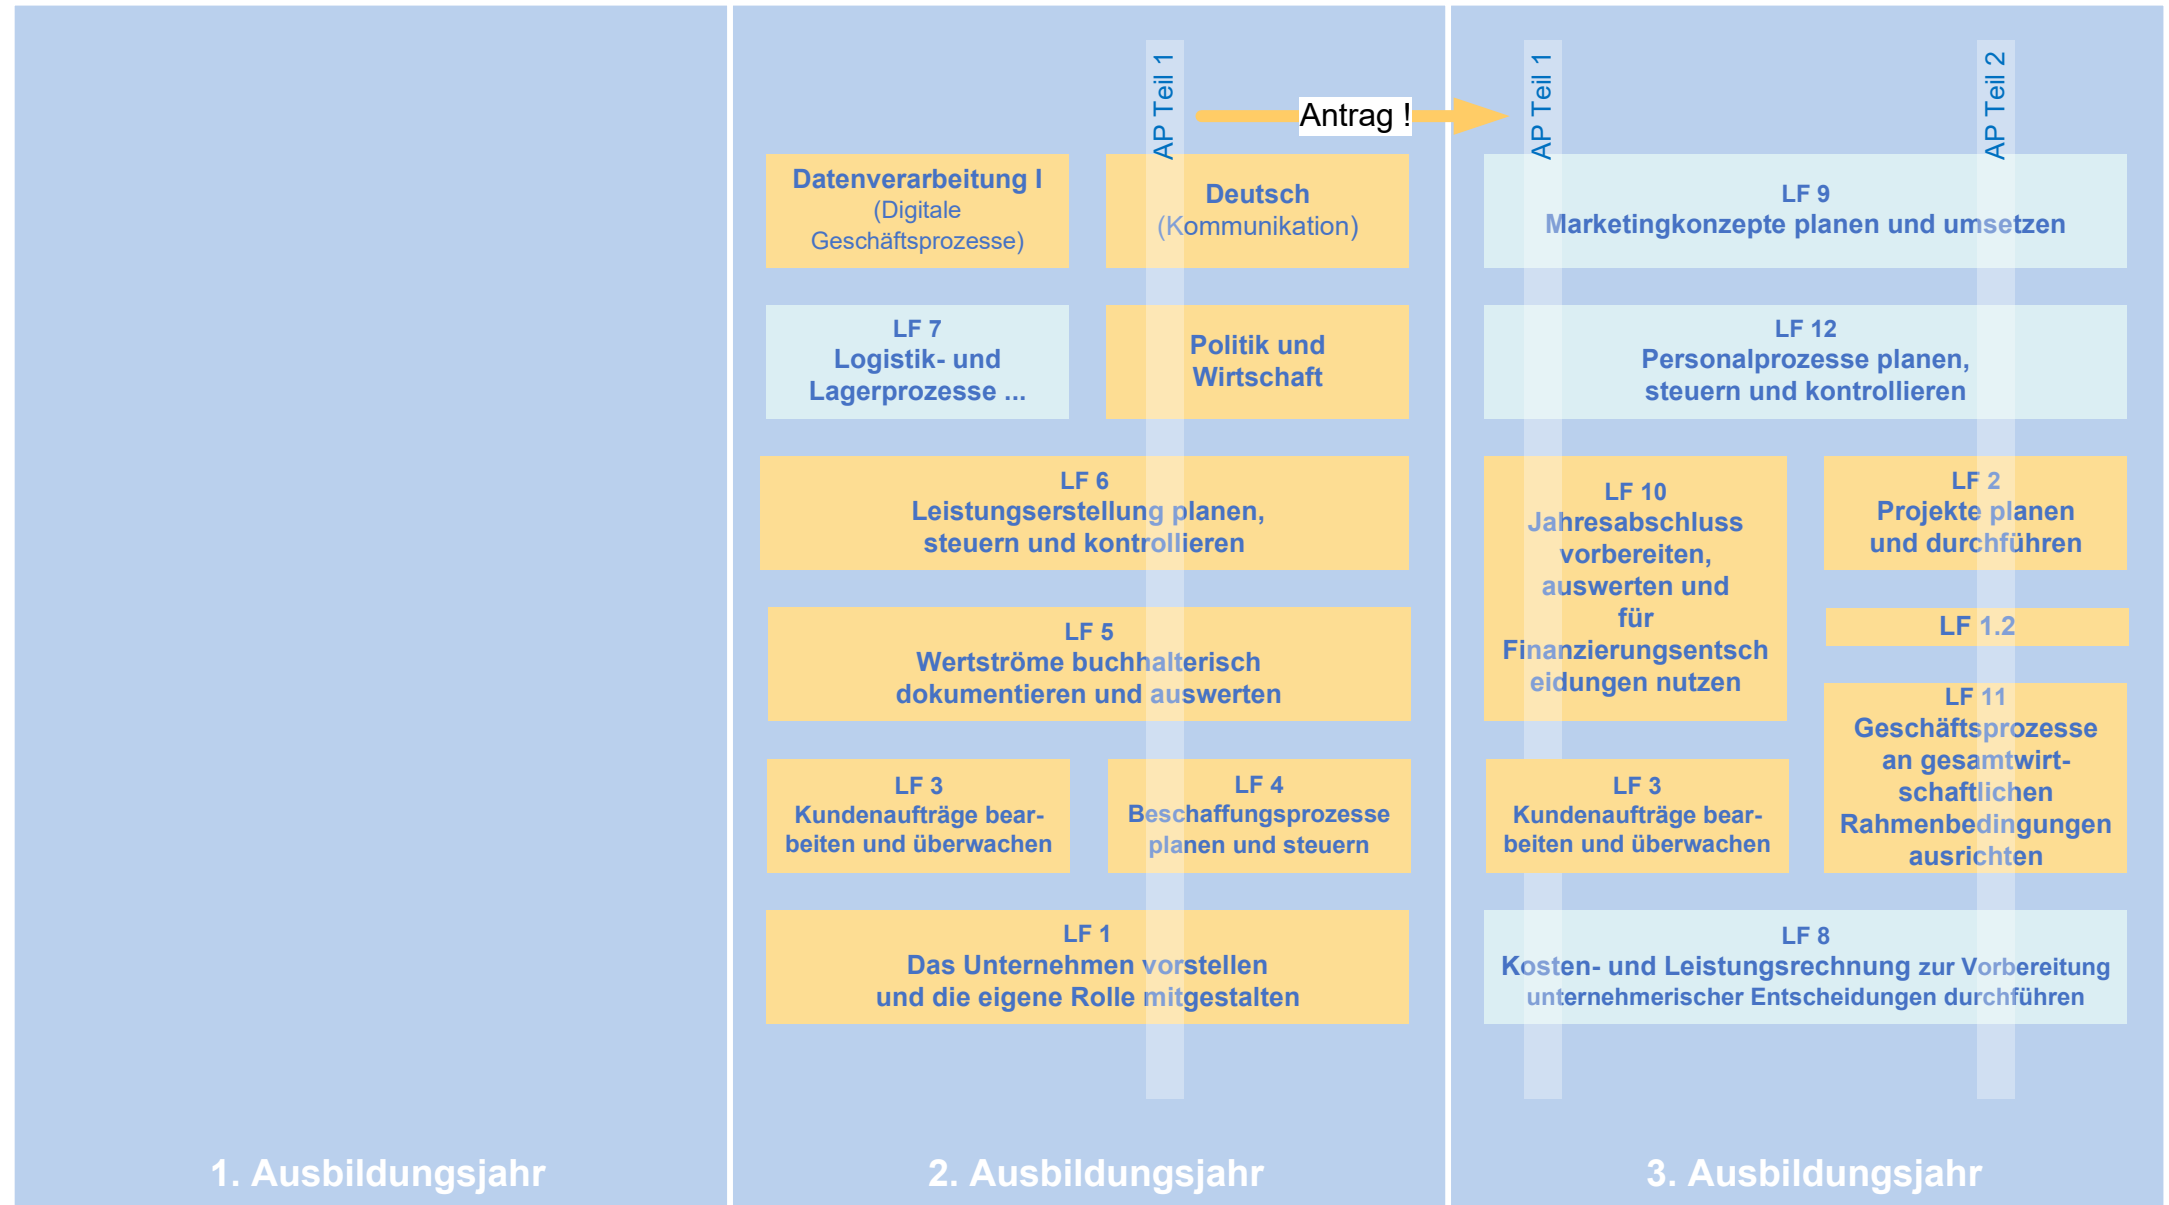 AP Teil 1
Antrag !
AP Teil 1
AP Teil 2
Datenverarbeitung I
(Digitale
Geschäftsprozesse)
Deutsch
(Kommunikation)
LF 9
Marketingkonzepte planen und umsetzen
LF 7
Logistik- und
Lagerprozesse ...
Politik und
Wirtschaft
LF 12
Personalprozesse planen,
steuern und kontrollieren
LF 6
Leistungserstellung planen,
steuern und kontrollieren
LF 10
Jahresabschluss
vorbereiten,
auswerten und
für
Finanzierungsentsch
eidungen nutzen
LF 2
Projekte planen
und durchführen
LF 5
Wertströme buchhalterisch
dokumentieren und auswerten
LF 1.2
LF 11
Geschäftsprozesse
an gesamtwirt-
schaftlichen
Rahmenbedingungen
ausrichten
LF 3
Kundenaufträge bear-
beiten und überwachen
LF 4
Beschaffungsprozesse
planen und steuern
LF 3
Kundenaufträge bear-
beiten und überwachen
LF 1
Das Unternehmen vorstellen
und die eigene Rolle mitgestalten
LF 8
Kosten- und Leistungsrechnung zur Vorbereitung
unternehmerischer Entscheidungen durchführen
1. Ausbildungsjahr
2. Ausbildungsjahr
3. Ausbildungsjahr